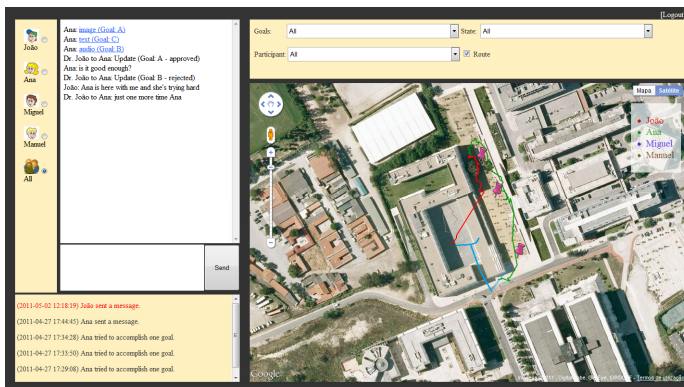 [Logout
João
Ana
Miguel
Manuel
All
Ana: image (Goal: A)
Ana: text (Goal: C)
Ana: audio (Goal: B)
Dr. João to Ana: Update (Goal: A - approved)
Ana: is it good enough?
Dr. João to Ana: Update (Goal: B - rejected)
João: Ana is here with me and she's trying hard
Dr. João to Ana: just one more time Ana
Send
(2011-05-02 12:18:19) João sent a message.
(2011-04-27 17:44:45) Ana sent a message.
(2011-04-27 17:34:28) Ana tried to accomplish one goal.
(2011-04-27 17:33:50) Ana tried to accomplish one goal.
(2011-04-27 17:29:08) Ana tried to accomplish one goal.
Goals: All State: All
Participant: All Route
Mapa Satélite
João
Ana
Miguel
Manuel
Google
Termos de utilização